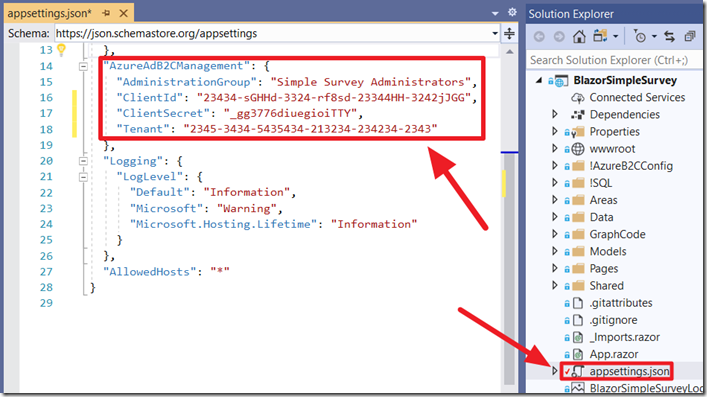 appsettings.json*
Schema: https://json.schemastore.org/appsettings
13 },
14 "AzureAdB2CManagement": {
15 "AdministrationGroup": "Simple Survey Administrators",
16 "ClientId": "23434-sGHHd-3324-rf8sd-23344HH-3242jJGG",
17 "ClientSecret": "_gg3776diuegioiTTY",
18 "Tenant": "2345-3434-5435434-213234-234234-2343"
19 },
20 "Logging": {
21 "LogLevel": {
22 "Default": "Information",
23 "Microsoft": "Warning",
24 "Microsoft.Hosting.Lifetime": "Information"
25 }
26 },
27 "AllowedHosts": "*"
28 }
29
Solution Explorer
Search Solution Explorer (Ctrl+;)
BlazorSimpleSurvey
Connected Services
Dependencies
Properties
wwwroot
!AzureB2CConfig
!SQL
Areas
Data
GraphCode
Models
Pages
Shared
.gitattributes
.gitignore
_Imports.razor
App.razor
appsettings.json
BlazorSimpleSurveyLog